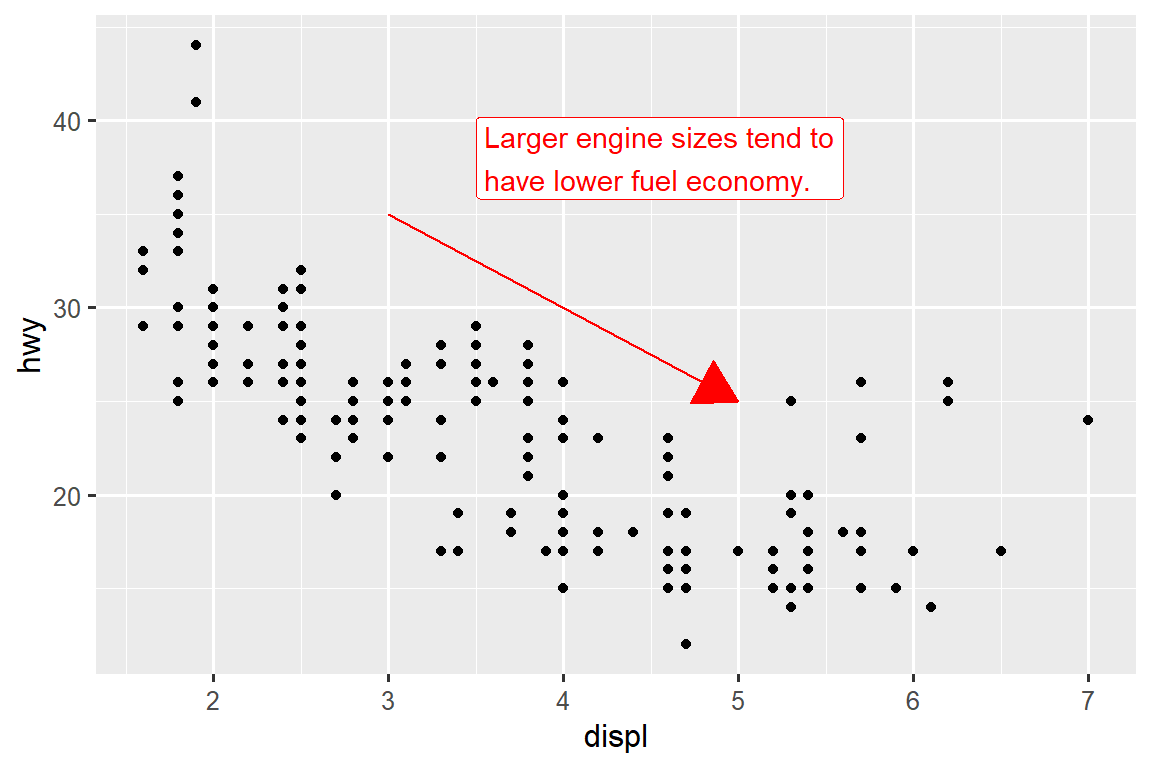 40
30
20
hwy
Larger engine sizes tend to
have lower fuel economy.
2 3 4 5 6 7
displ